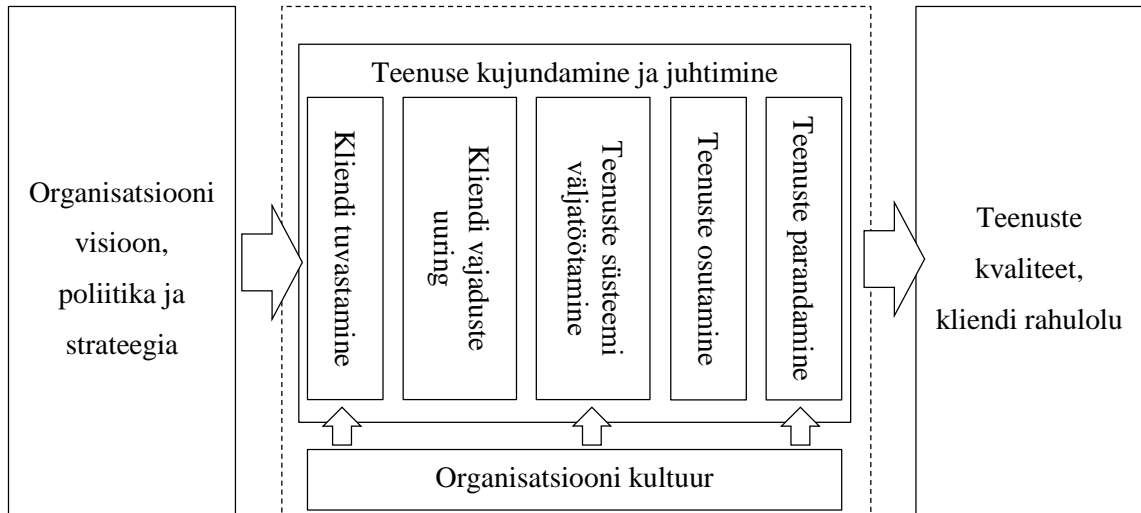 Organisatsiooni
visioon,
poliitika ja
strateegia
Teenuse kujundamine ja juhtimine
Kliendi tuvastamine
Kliendi vajaduste
uuring
Teenuste süsteemi
väljatöötamine
Teenuste osutamine
Teenuste parandamine
Organisatsiooni kultuur
Teenuste
kvaliteet,
kliendi rahulolu